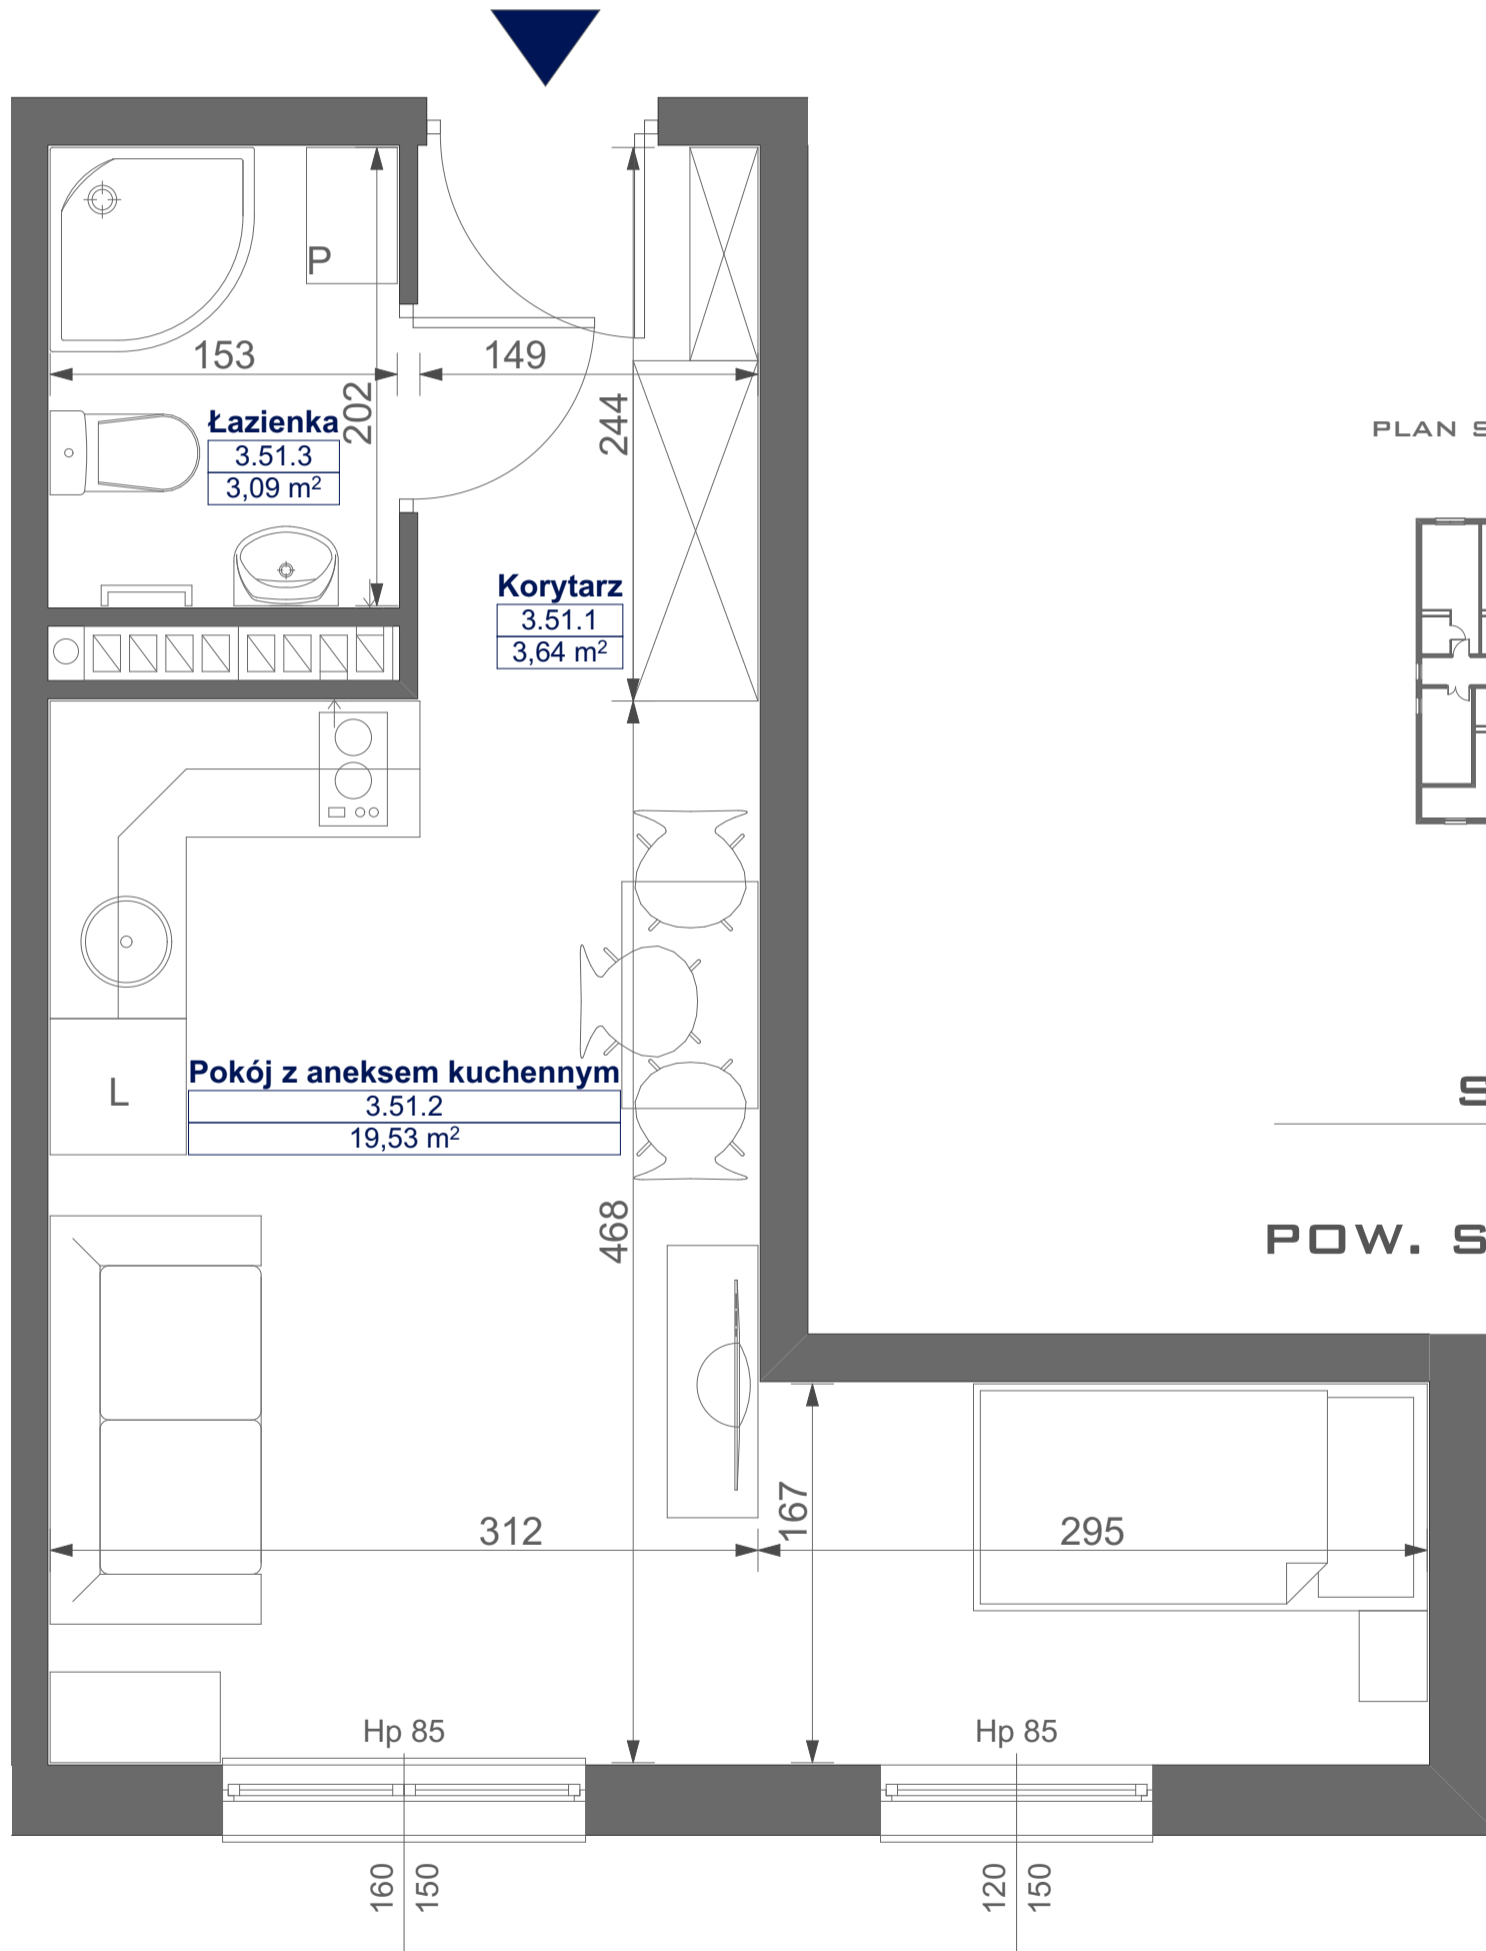 P
153
149
202
244
Łazienka
3.51.3
3,09 m²
PLAN S
Korytarz
3.51.1
3,64 m²
Pokój z aneksem kuchennym
3.51.2
19,53 m²
L
S
468
POW. S
312
167
295
Hp 85
Hp 85
160
150
120
150